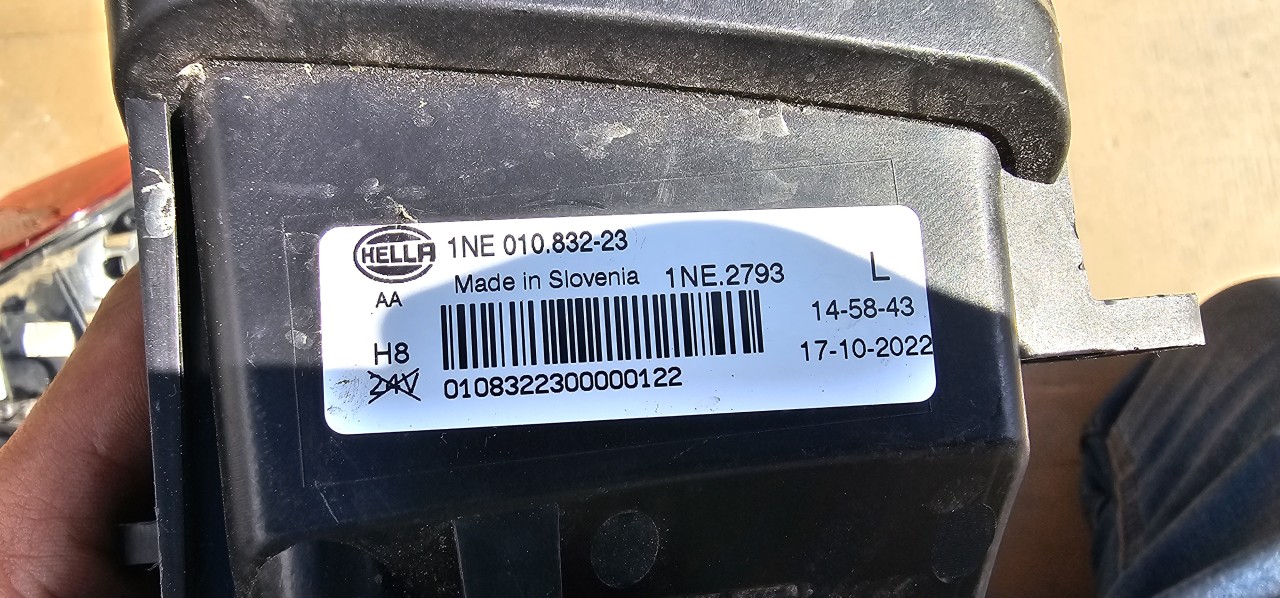 HELLA 1NE 010.832-23
Made in Slovenia 1NE.2793 L
AA
14-58-43
H8
17-10-2022
24V
0108322300000122